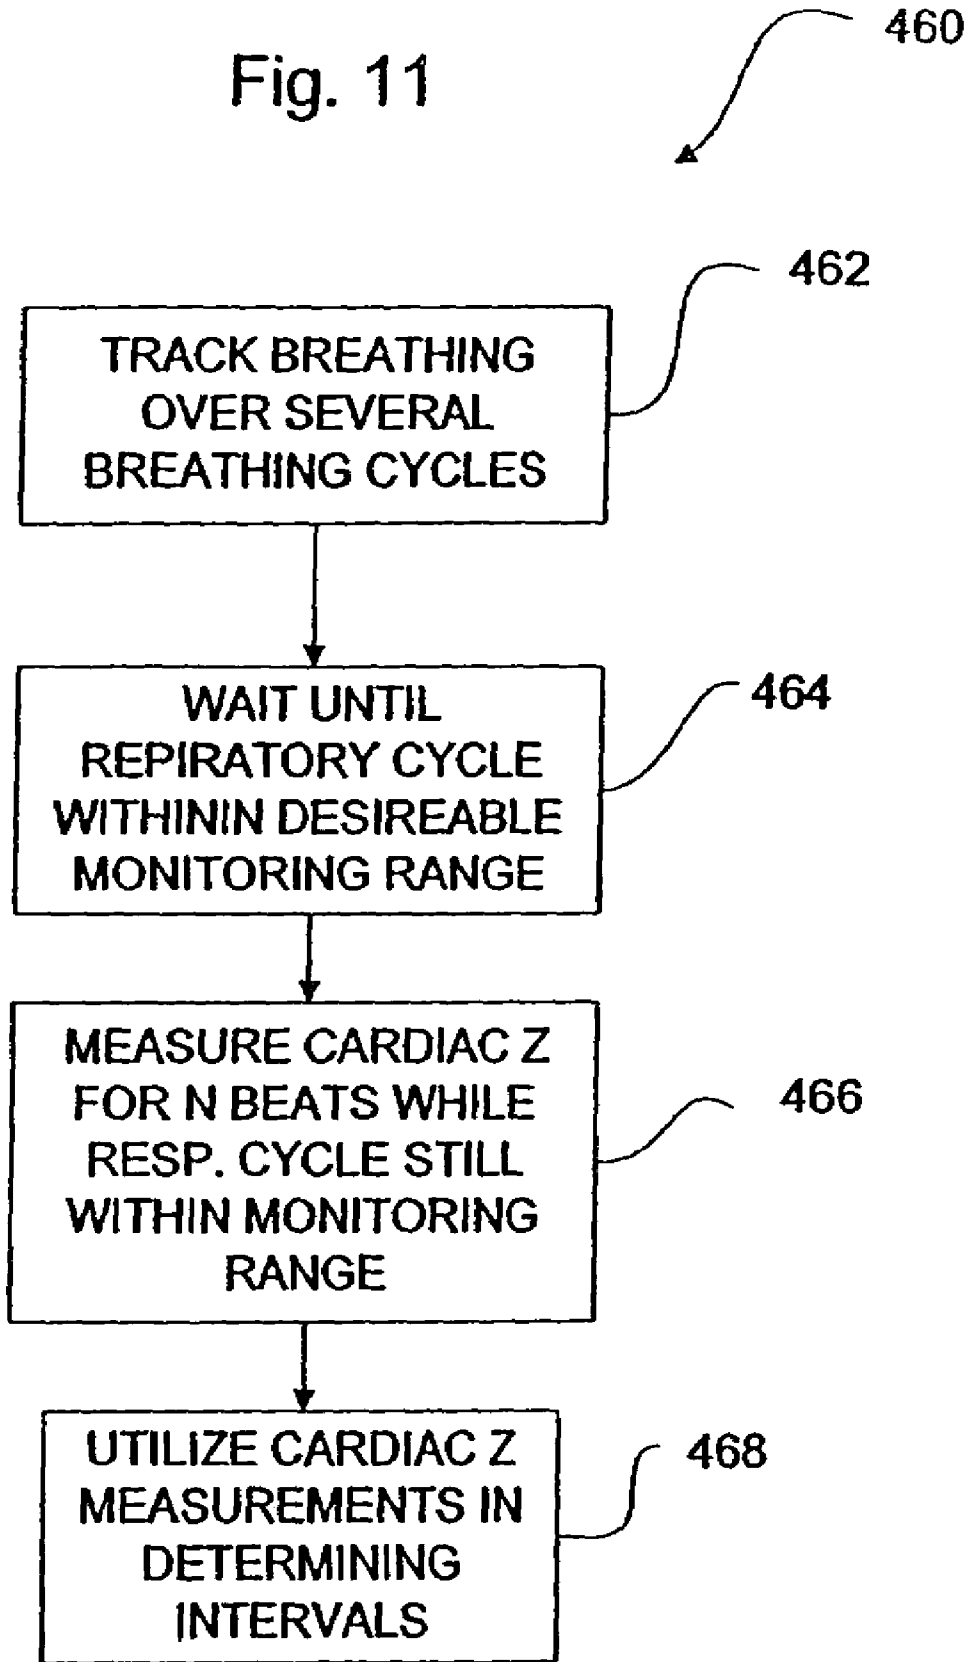 460
Fig. 11
462
TRACK BREATHING
OVER SEVERAL
BREATHING CYCLES
464
WAIT UNTIL
REPIRATORY CYCLE
WITHININ DESIREABLE
MONITORING RANGE
466
MEASURE CARDIAC Z
FOR N BEATS WHILE
RESP. CYCLE STILL
WITHIN MONITORING
RANGE
468
UTILIZE CARDIAC Z
MEASUREMENTS IN
DETERMINING
INTERVALS